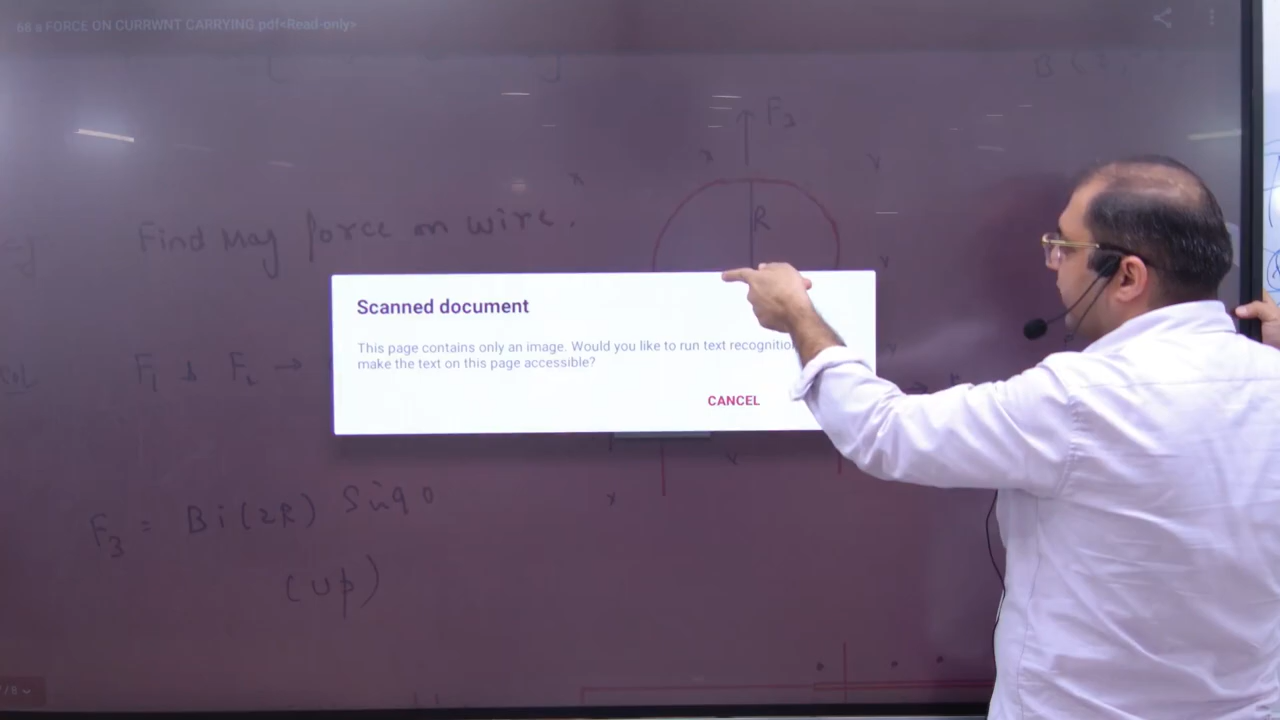 68 a FORCE ON CURRWNT CARRYING.pdf<Read-only>
F3
R
Find Mag force on wire.
Scanned document
This page contains only an image. Would you like to run text
make the text on this page accessible?
CANCEL
F1 & F2 →
F3 = Bi(2R) Sin90
(up)
/ 8